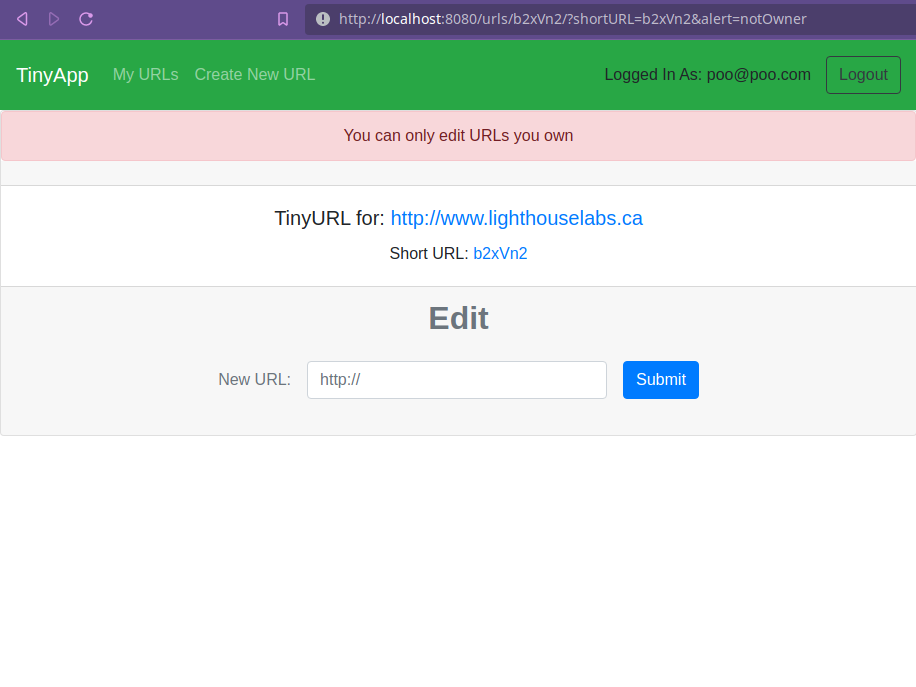 http://localhost:8080/urls/b2xVn2/?shortURL=b2xVn2&alert=notOwner
TinyApp My URLs Create New URL Logged In As: poo@poo.com Logout
You can only edit URLs you own
TinyURL for: http://www.lighthouselabs.ca
Short URL: b2xVn2
Edit
New URL: http:// Submit